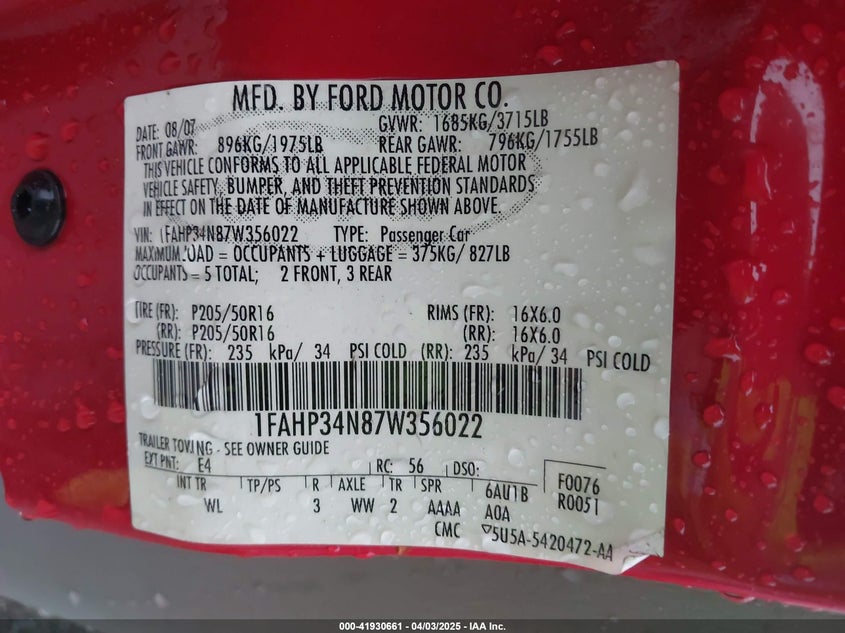 MFD. BY FORD MOTOR CO.
DATE: 08/07 GVWR: 1685KG/3715LB
FRONT GAWR: 896KG/1975LB REAR GAWR: 796KG/1755LB
THIS VEHICLE CONFORMS TO ALL APPLICABLE FEDERAL MOTOR
VEHICLE SAFETY, BUMPER, AND THEFT PREVENTION STANDARDS
IN EFFECT ON THE DATE OF MANUFACTURE SHOWN ABOVE.
VIN: 1FAHP34N87W356022 TYPE: Passenger Car
MAXIMUM LOAD = OCCUPANTS + LUGGAGE = 375KG/ 827LB
OCCUPANTS = 5 TOTAL; 2 FRONT, 3 REAR
TIRE (FR): P205/50R16 RIMS (FR): 16X6.0
(RR): P205/50R16 (RR): 16X6.0
PRESSURE (FR): 235 kPa/ 34 PSI COLD (RR): 235 kPa/ 34 PSI COLD
1FAHP34N87W356022
TRAILER TOWING - SEE OWNER GUIDE
EXT PNT: E4 RC: 56 DSO: F0076
INT TR TP/PS R AXLE TR SPR 6AU1B R0051
WL 3 WW 2 AAAA A0A
CMC ▽5U5A-5420472-AA
000-41930661 - 04/03/2025 - IAA Inc.